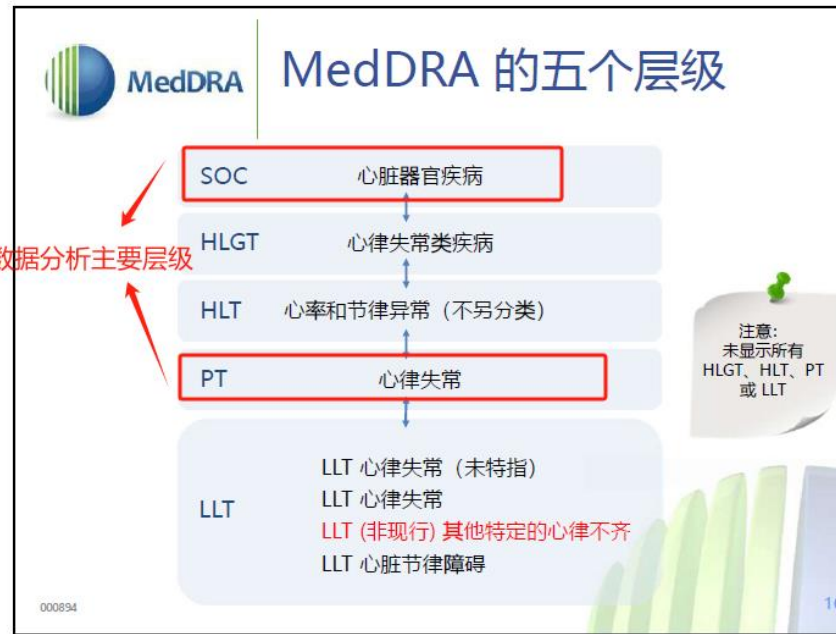 MedDRA
MedDRA 的五个层级
SOC 心脏器官疾病
数据分析主要层级
HLGT 心律失常类疾病
HLT 心率和节律异常（不另分类）
PT 心律失常
注意:
未显示所有
HLGT、HLT、PT
或 LLT
LLT
LLT 心律失常（未特指）
LLT 心律失常
LLT (非现行) 其他特定的心律不齐
LLT 心脏节律障碍
000894